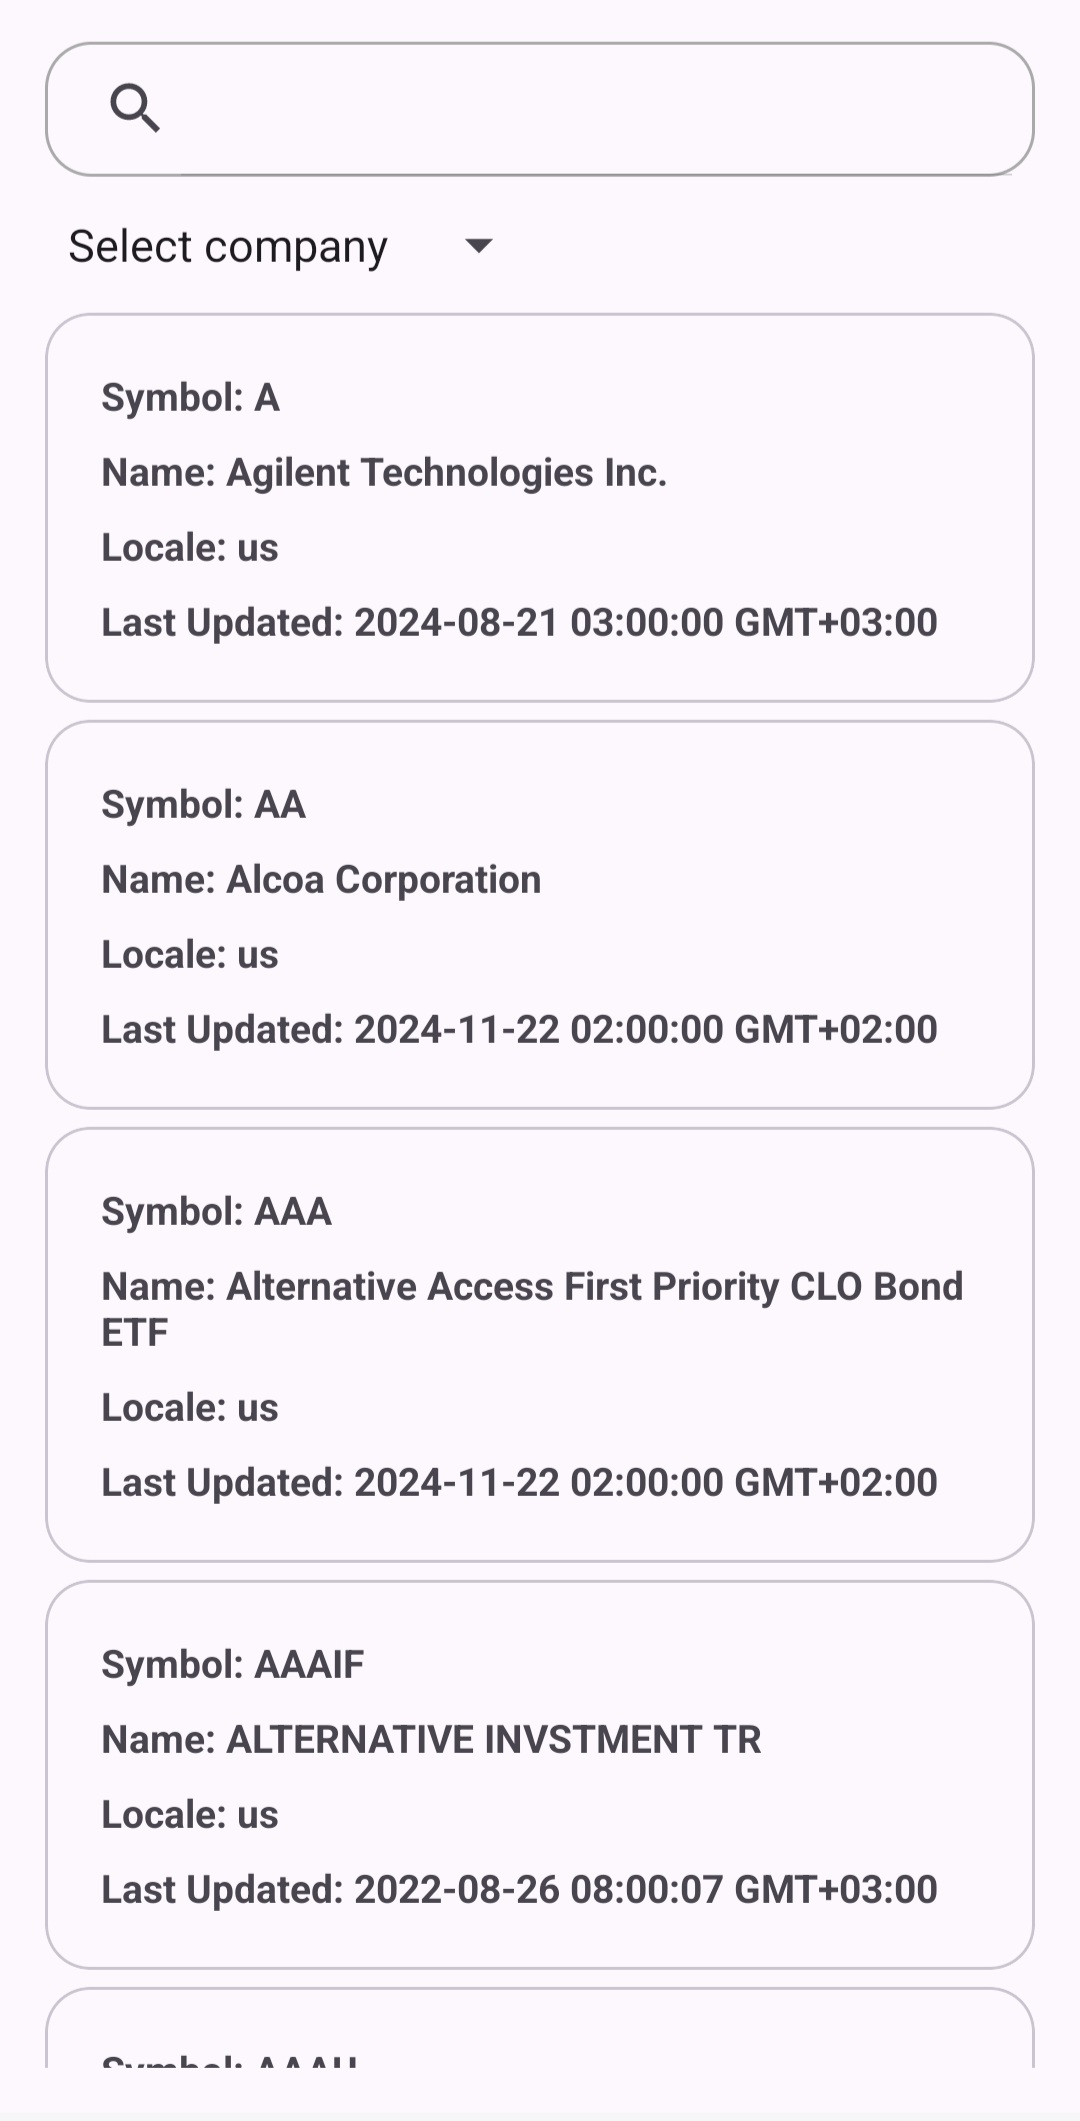 Select company
Symbol: A
Name: Agilent Technologies Inc.
Locale: us
Last Updated: 2024-08-21 03:00:00 GMT+03:00
Symbol: AA
Name: Alcoa Corporation
Locale: us
Last Updated: 2024-11-22 02:00:00 GMT+02:00
Symbol: AAA
Name: Alternative Access First Priority CLO Bond
ETF
Locale: us
Last Updated: 2024-11-22 02:00:00 GMT+02:00
Symbol: AAAIF
Name: ALTERNATIVE INVSTMENT TR
Locale: us
Last Updated: 2022-08-26 08:00:07 GMT+03:00
Symbol: